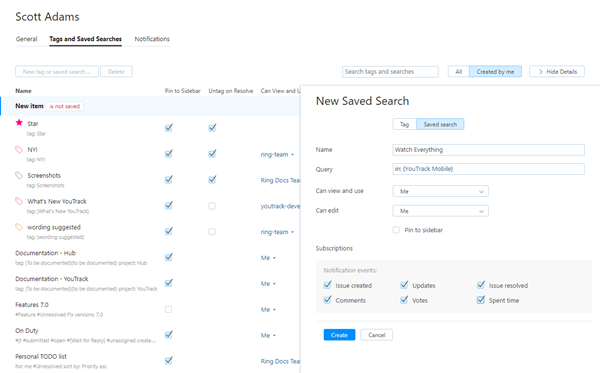 Scott Adams
General Tags and Saved Searches Notifications
New tag or saved search ... Delete
Search tags and searches All Created by me Hide Details
Name Pin to Sidebar Untag on Resolve Can View and U
New item is not saved
Star
tag: Star
NYI ring-team
tag: NYI
Screenshots Ring Docs Tea
tag: Screenshots
What's New YouTrack youtrack-deve
tag: {What's New YouTrack}
wording suggested ring-team
tag: {wording suggested}
Documentation - Hub Me
tag: {To be documented}{to be documented} project: Hub
Documentation - YouTrack Me
tag: {To be documented}{to be documented} project: YouTrack
Features 7.0 Me
#Feature #Unresolved Fix versions: 7.0
On Duty Me
#submitted #open #{Wait for Reply} #unassigned create...
Personal TODO list Ring Docs Tea
for: me #Unresolved sort by: Priority asc
New Saved Search
Tag Saved search
Name Watch Everything
Query in: {YouTrack Mobile}
Can view and use Me
Can edit Me
Pin to sidebar
Subscriptions
Notification events:
Issue created Updates Issue resolved
Comments Votes Spent time
Create Cancel